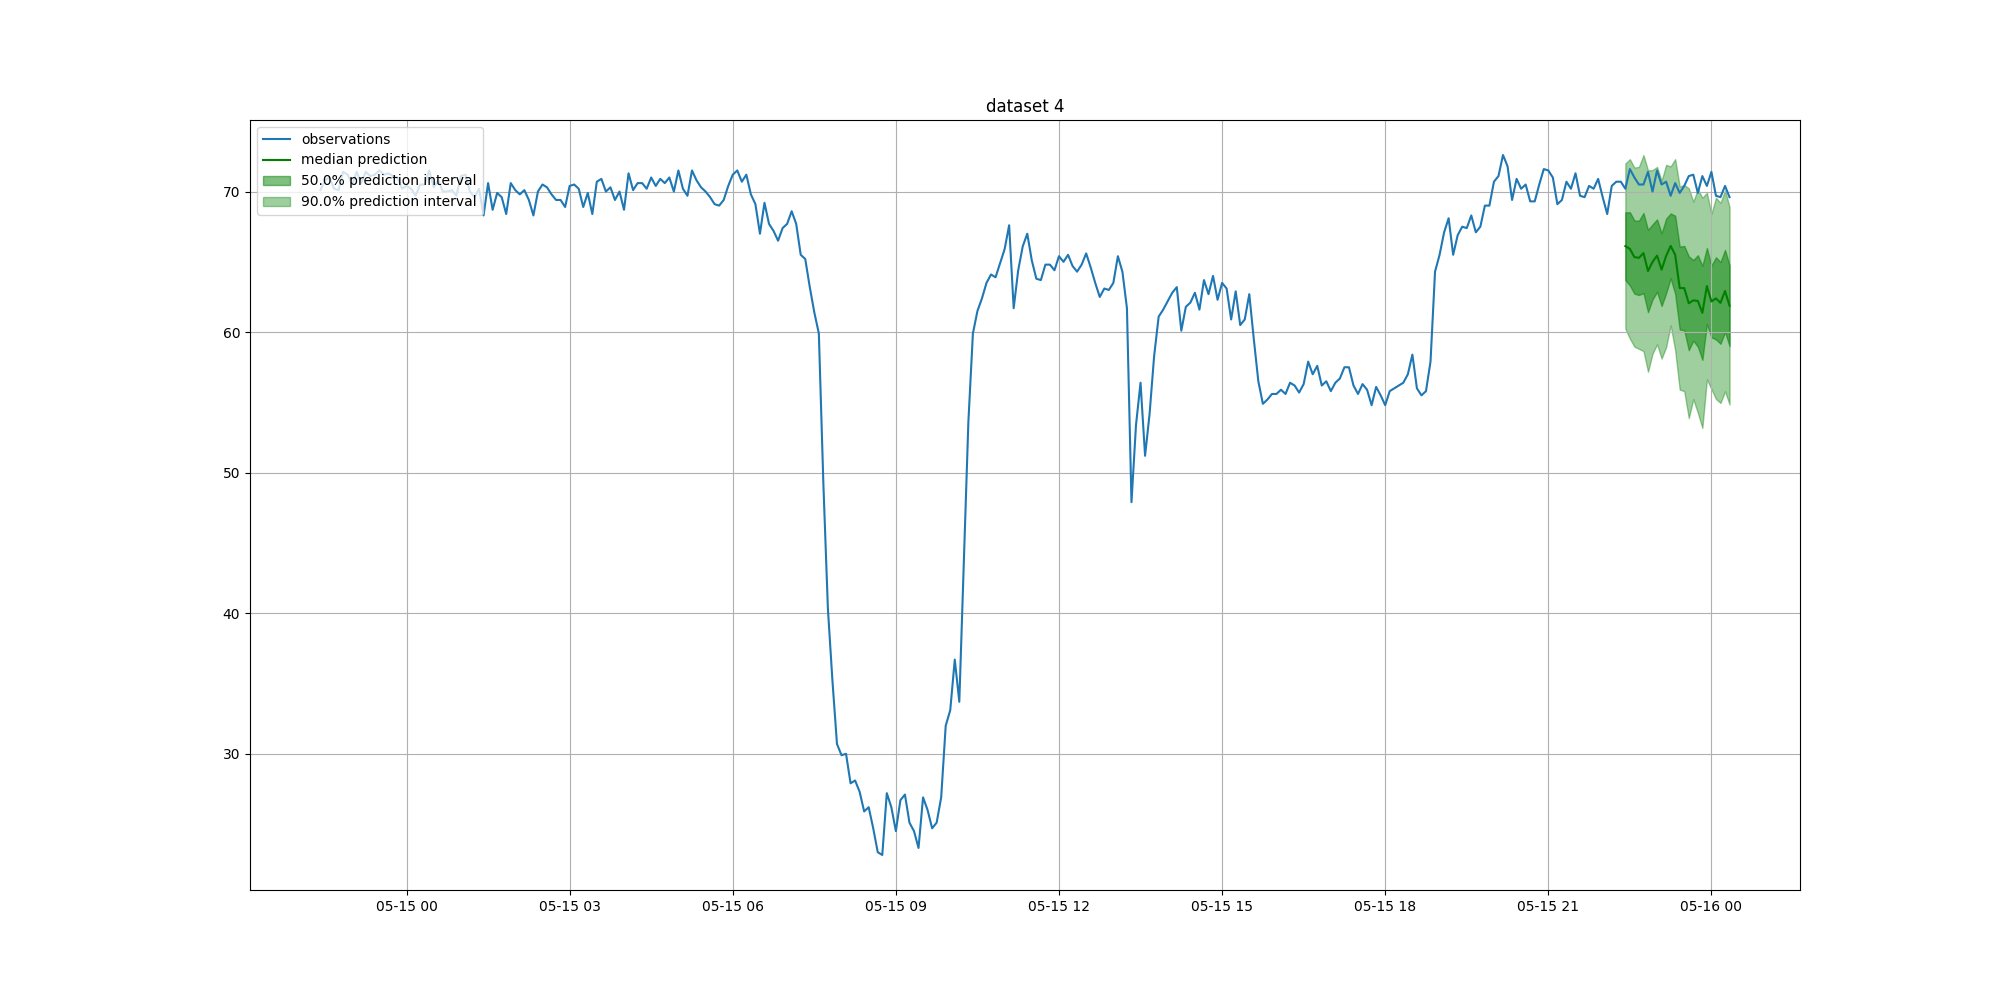 dataset 4
observations
median prediction
50.0% prediction interval
90.0% prediction interval
70
60
50
40
30
05-15 00
05-15 03
05-15 06
05-15 09
05-15 12
05-15 15
05-15 18
05-15 21
05-16 00